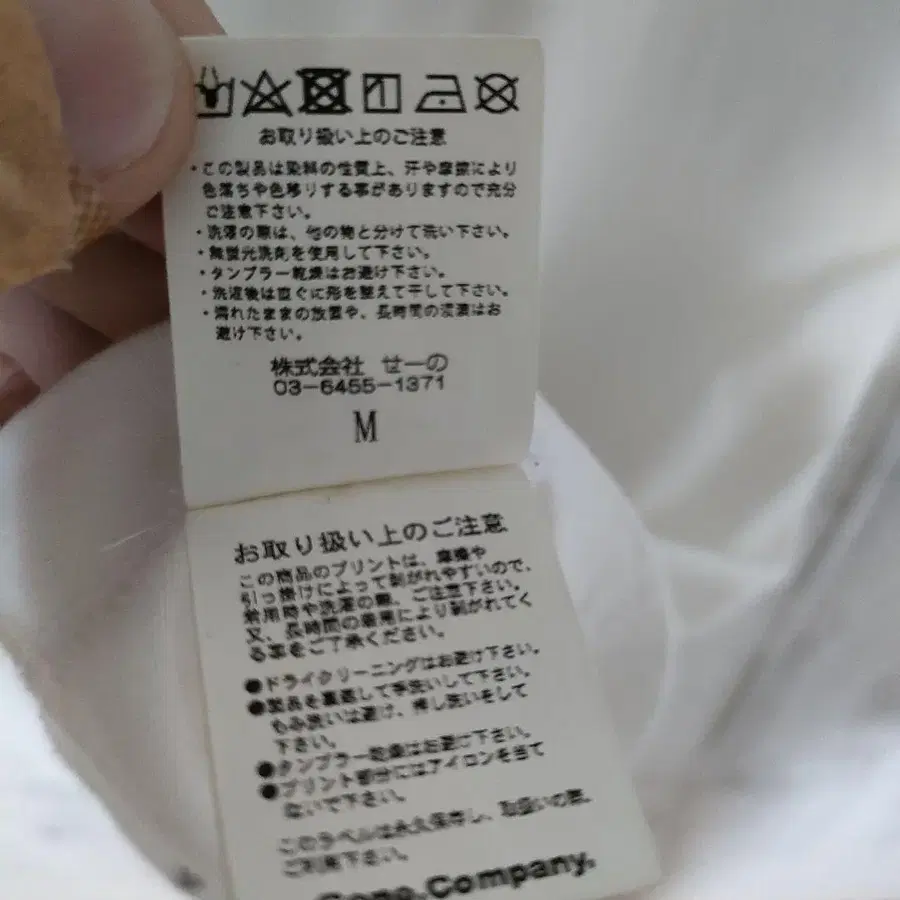 お取り扱い上のご注意
・この製品は染料の性質上、汗や摩擦により
色落ちや色移りする事がありますので充分
ご注意下さい。
・洗濯の際は、他の物と分けて洗い下さい。
・無蛍光洗剤を使用して下さい。
・タンブラー乾燥はお避け下さい。
・洗濯後は直ぐに形を整えて干して下さい。
・濡れたままの放置や、長時間の浸漬はお
避け下さい。
株式会社 せーの
03-6455-1371
M
お取り扱い上のご注意
この商品のプリントは、摩擦や
引っ掛けによって剥がれやすいので、
着用時や洗濯の際、ご注意下さい。
又、長時間の着用により剥がれてく
る事をご了承ください。
●ドライクリーニングはお避け下さい。
●製品を裏返して手洗いして下さい。
もみ洗いは避け、押し洗いをして
下さい。
●タンブラー乾燥はお避け下さい。
●プリント部分にはアイロンを当て
ないで下さい。
このラベルは永久保存し、取扱いの際、
ご利用下さい。
Company.